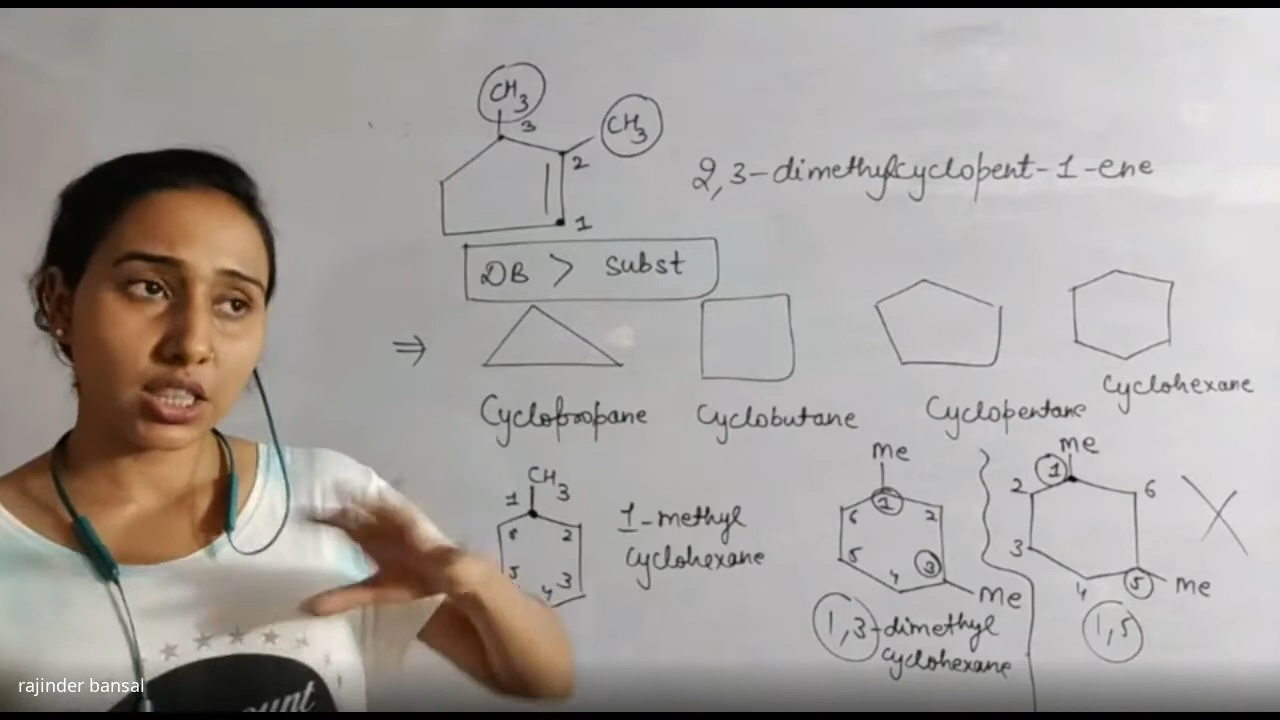 CH3
3
CH3
2
1
2,3-dimethylcyclopent-1-ene
DB > subst
⇒
Cyclopropane
Cyclobutane
Cyclopentane
Cyclohexane
CH3
1
2
3
4
5
6
1-methyl
cyclohexane
Me
1
2
3
4
5
6
Me
1,3-dimethyl
cyclohexane
Me
1
2
3
4
5
6
Me
1,5
rajinder bansal